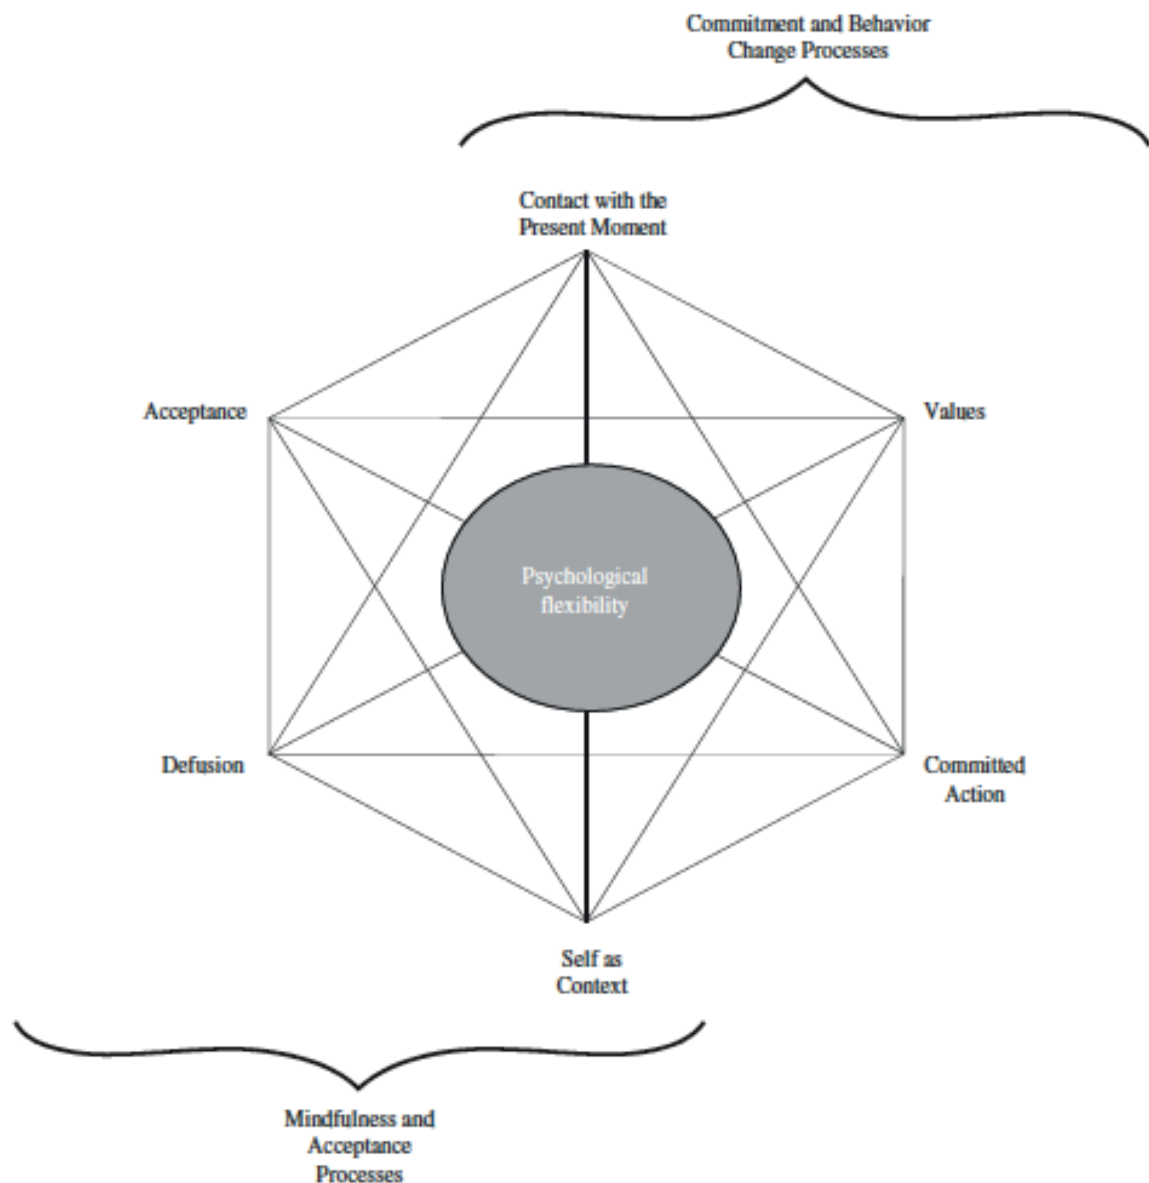 Commitment and Behavior
Change Processes
Contact with the
Present Moment
Acceptance
Values
Psychological
flexibility
Defusion
Committed
Action
Self as
Context
Mindfulness and
Acceptance
Processes